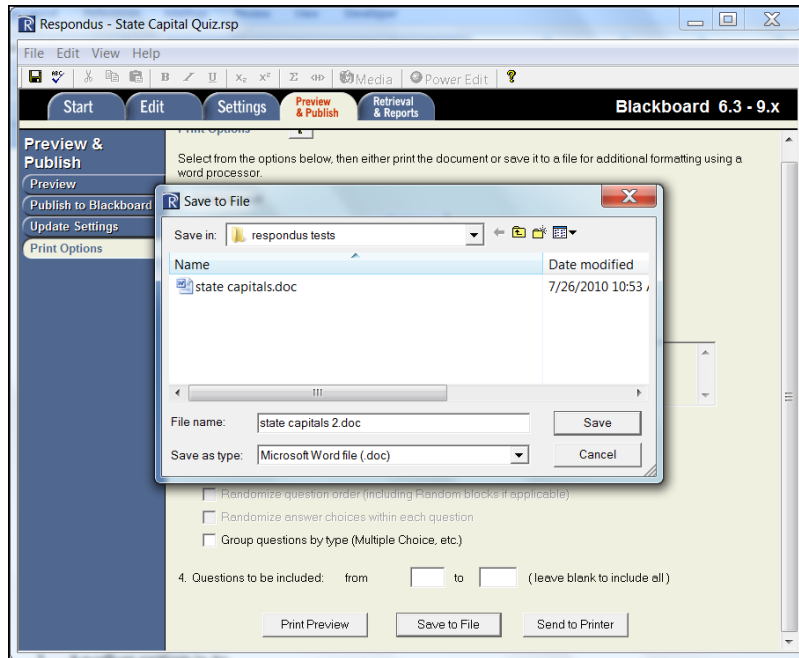 Respondus - State Capital Quiz.rsp
File Edit View Help
ABC B I U X₂ X² Σ Media Power Edit ?
Start Edit Settings Preview & Publish Retrieval & Reports Blackboard 6.3 - 9.x
Preview & Publish
Preview
Publish to Blackboard
Update Settings
Print Options
Print Options
Select from the options below, then either print the document or save it to a file for additional formatting using a
word processor.
Save to File
Save in: respondus tests
Name Date modified
state capitals.doc 7/26/2010 10:53
File name: state capitals 2.doc Save
Save as type: Microsoft Word file (.doc) Cancel
Randomize question order (including Random blocks if applicable)
Randomize answer choices within each question
Group questions by type (Multiple Choice, etc.)
4. Questions to be included: from to (leave blank to include all)
Print Preview Save to File Send to Printer